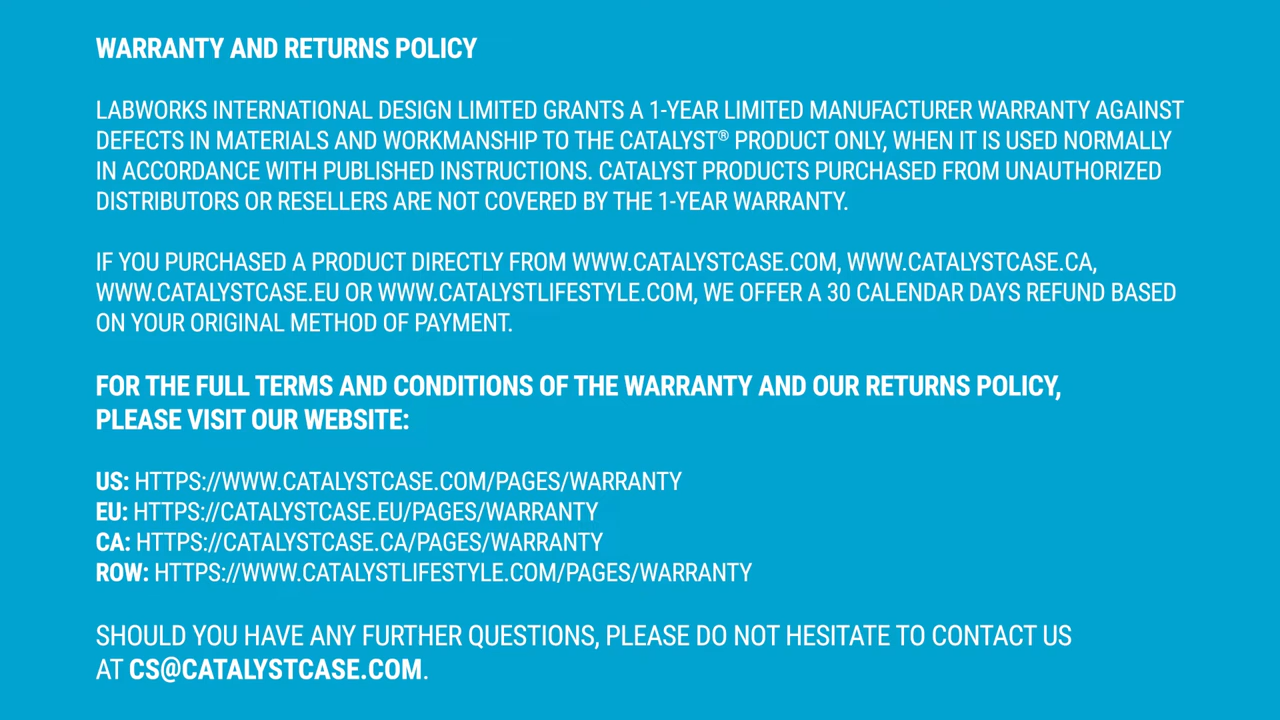 WARRANTY AND RETURNS POLICY
LABWORKS INTERNATIONAL DESIGN LIMITED GRANTS A 1-YEAR LIMITED MANUFACTURER WARRANTY AGAINST
DEFECTS IN MATERIALS AND WORKMANSHIP TO THE CATALYST® PRODUCT ONLY, WHEN IT IS USED NORMALLY
IN ACCORDANCE WITH PUBLISHED INSTRUCTIONS. CATALYST PRODUCTS PURCHASED FROM UNAUTHORIZED
DISTRIBUTORS OR RESELLERS ARE NOT COVERED BY THE 1-YEAR WARRANTY.
IF YOU PURCHASED A PRODUCT DIRECTLY FROM WWW.CATALYSTCASE.COM, WWW.CATALYSTCASE.CA,
WWW.CATALYSTCASE.EU OR WWW.CATALYSTLIFESTYLE.COM, WE OFFER A 30 CALENDAR DAYS REFUND BASED
ON YOUR ORIGINAL METHOD OF PAYMENT.
FOR THE FULL TERMS AND CONDITIONS OF THE WARRANTY AND OUR RETURNS POLICY,
PLEASE VISIT OUR WEBSITE:
US: HTTPS://WWW.CATALYSTCASE.COM/PAGES/WARRANTY
EU: HTTPS://CATALYSTCASE.EU/PAGES/WARRANTY
CA: HTTPS://CATALYSTCASE.CA/PAGES/WARRANTY
ROW: HTTPS://WWW.CATALYSTLIFESTYLE.COM/PAGES/WARRANTY
SHOULD YOU HAVE ANY FURTHER QUESTIONS, PLEASE DO NOT HESITATE TO CONTACT US
AT CS@CATALYSTCASE.COM.